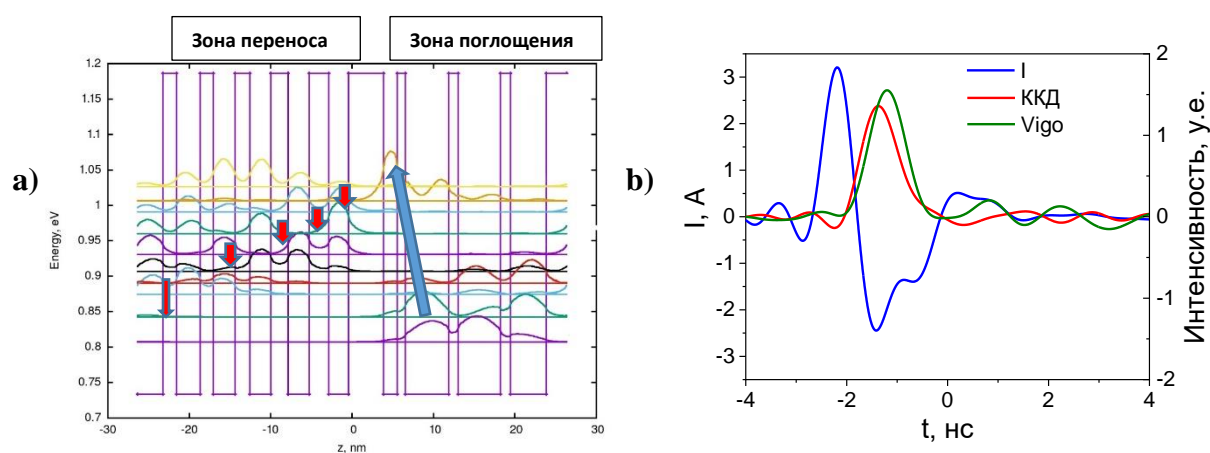 Зона переноса
Зона поглощения
a)
Energy, eV
1.2
1.15
1.1
1.05
1
0.95
0.9
0.85
0.8
0.75
0.7
-30
-20
-10
0
10
20
30
z, nm
b)
I, A
3
2
1
0
-1
-2
-3
I
ККД
Vigo
2
1
0
-1
-2
Интенсивность, у.е.
-4
-2
0
2
4
t, нс